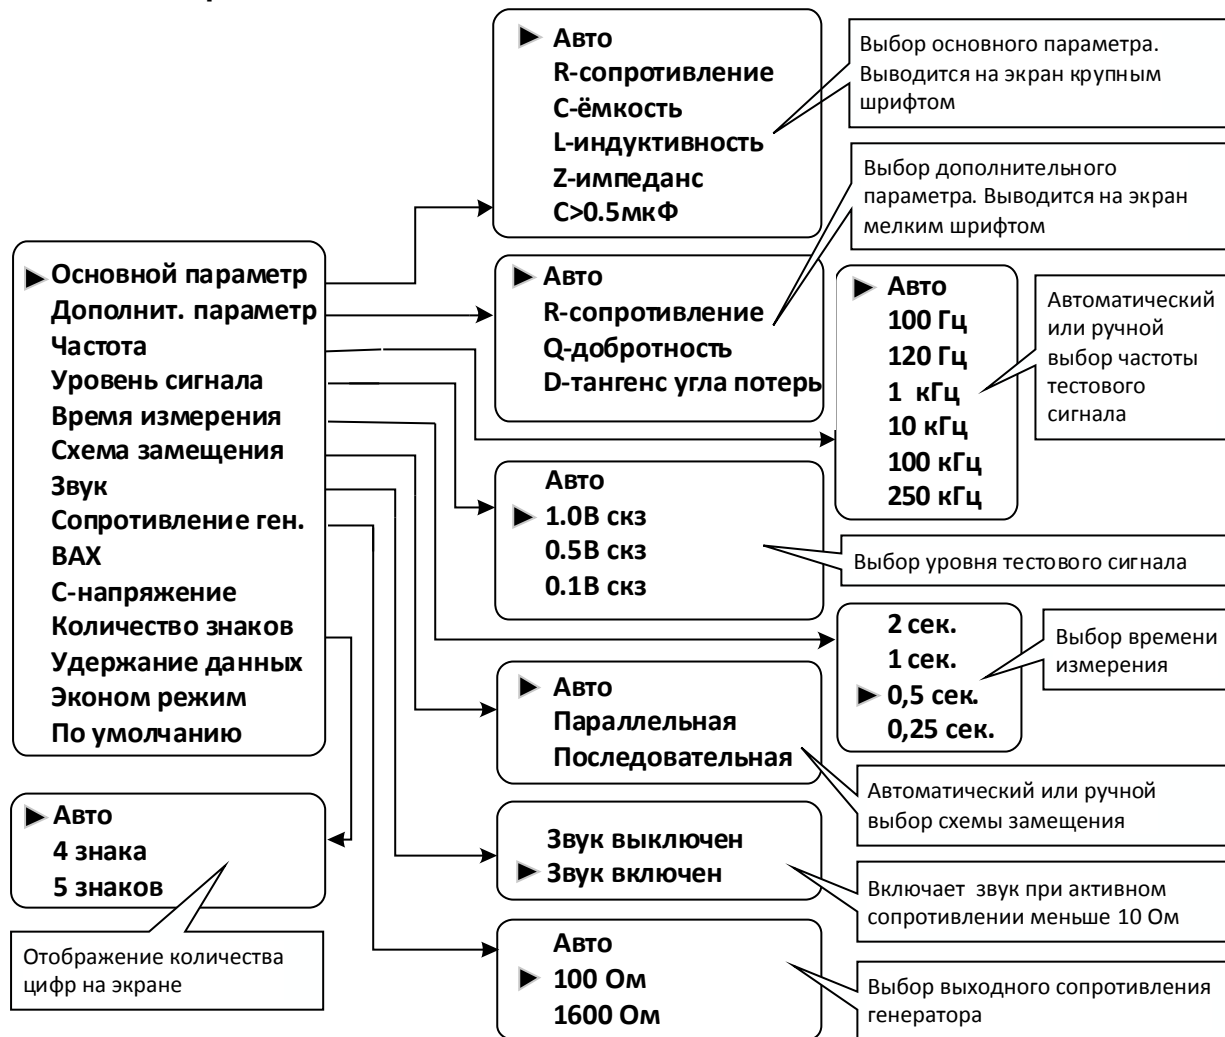 Авто
R-сопротивление
С-ёмкость
L-индуктивность
Z-импеданс
C>0.5мкФ
Выбор основного параметра.
Выводится на экран крупным
шрифтом
Выбор дополнительного
параметра. Выводится на экран
мелким шрифтом
Основной параметр
Дополнит. параметр
Частота
Уровень сигнала
Время измерения
Схема замещения
Звук
Сопротивление ген.
ВАХ
С-напряжение
Количество знаков
Удержание данных
Эконом режим
По умолчанию
Авто
R-сопротивление
Q-добротность
D-тангенс угла потерь
Авто
100 Гц
120 Гц
1 кГц
10 кГц
100 кГц
250 кГц
Автоматический
или ручной
выбор частоты
тестового
сигнала
Авто
1.0В скз
0.5В скз
0.1В скз
Выбор уровня тестового сигнала
2 сек.
1 сек.
0,5 сек.
0,25 сек.
Выбор времени
измерения
Авто
Параллельная
Последовательная
Автоматический или ручной
выбор схемы замещения
Авто
4 знака
5 знаков
Отображение количества
цифр на экране
Звук выключен
Звук включен
Включает звук при активном
сопротивлении меньше 10 Ом
Авто
100 Ом
1600 Ом
Выбор выходного сопротивления
генератора